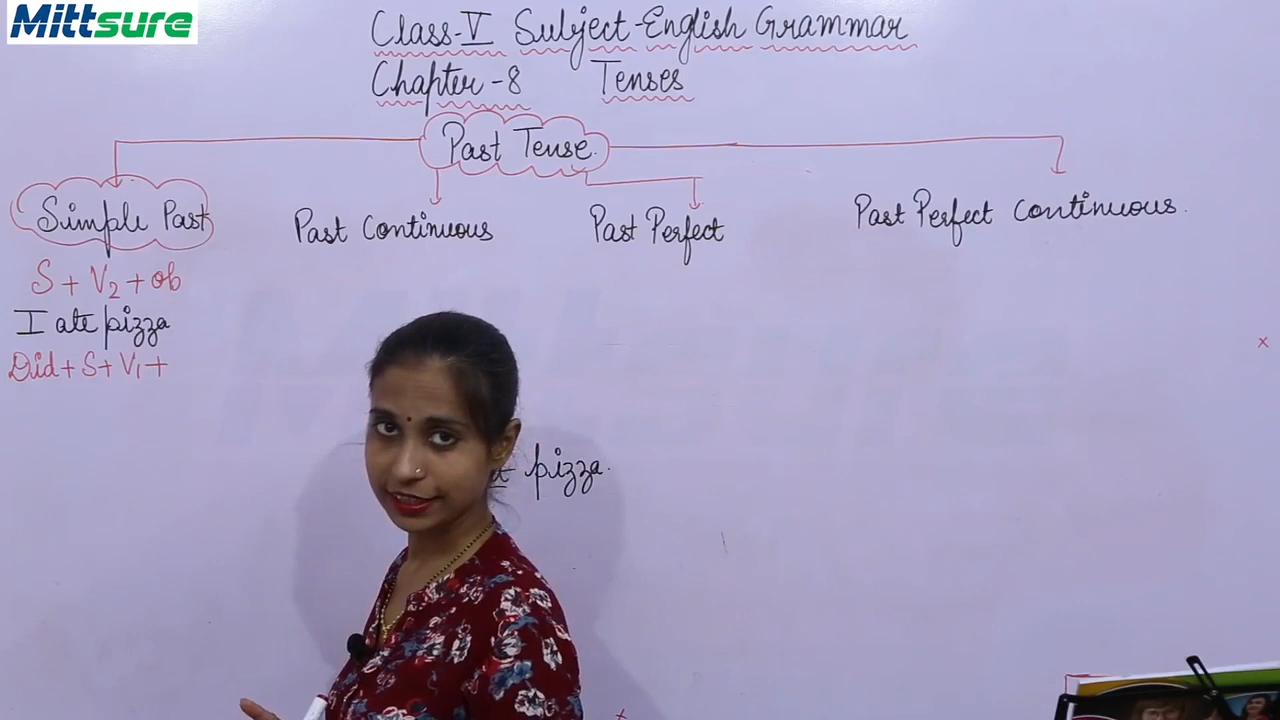 Mittsure
Class-V Subject-English Grammar
Chapter-8 Tenses
Past Tense.
Simple Past
Past Continuous
Past Perfect
Past Perfect Continuous.
S + V2 + ob
I ate pizza
Did + S + V1 +
pizza.